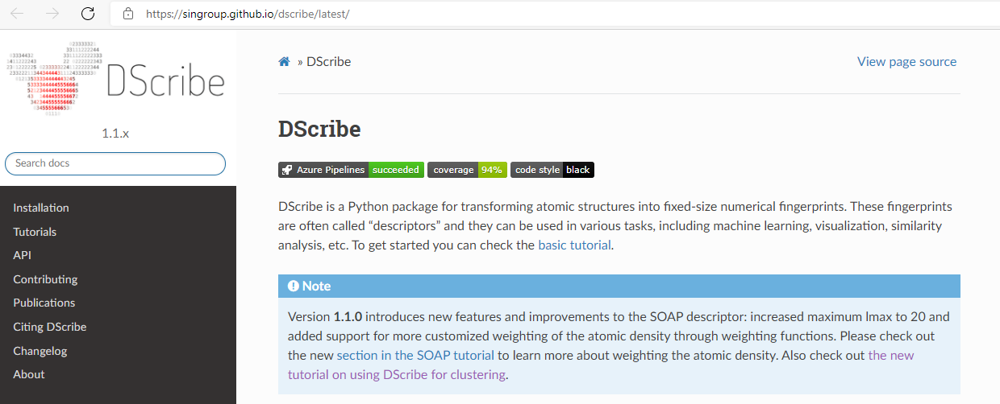 https://singroup.github.io/dscribe/latest/
DScribe
1.1.x
Search docs
Installation
Tutorials
API
Contributing
Publications
Citing DScribe
Changelog
About
» DScribe
View page source
DScribe
Azure Pipelines succeeded coverage 94% code style black
DScribe is a Python package for transforming atomic structures into fixed-size numerical fingerprints. These fingerprints
are often called “descriptors” and they can be used in various tasks, including machine learning, visualization, similarity
analysis, etc. To get started you can check the basic tutorial.
Note
Version 1.1.0 introduces new features and improvements to the SOAP descriptor: increased maximum lmax to 20 and
added support for more customized weighting of the atomic density through weighting functions. Please check out
the new section in the SOAP tutorial to learn more about weighting the atomic density. Also check out the new
tutorial on using DScribe for clustering.